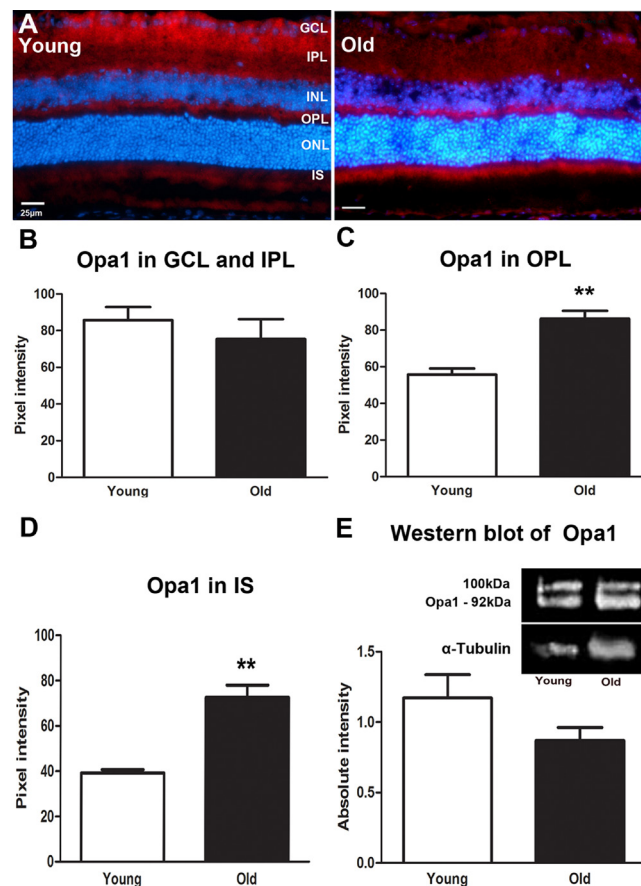 A
Young
GCL
IPL
INL
OPL
ONL
IS
25μm
Old
B
Opa1 in GCL and IPL
Pixel intensity
100
80
60
40
20
0
Young
Old
C
Opa1 in OPL
Pixel intensity
100
80
60
40
20
0
**
Young
Old
D
Opa1 in IS
Pixel intensity
100
80
60
40
20
0
**
Young
Old
E
Western blot of Opa1
100kDa
Opa1 - 92kDa
α-Tubulin
Young
Old
Absolute intensity
1.5
1.0
0.5
0.0
Young
Old